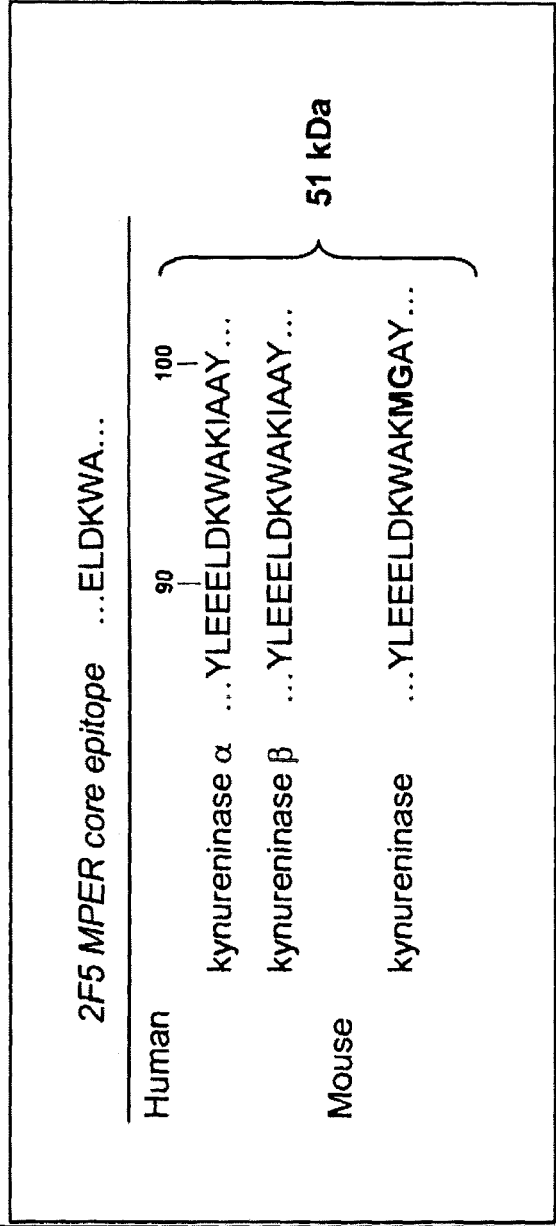 2F5 MPER core epitope ...ELDKWA...
Human
90 100
kynureninase α ...YLEEELDKWAKIAAY...
kynureninase β ...YLEEELDKWAKIAAY...
51 kDa
Mouse
kynureninase ...YLEEELDKWAKMGAY...